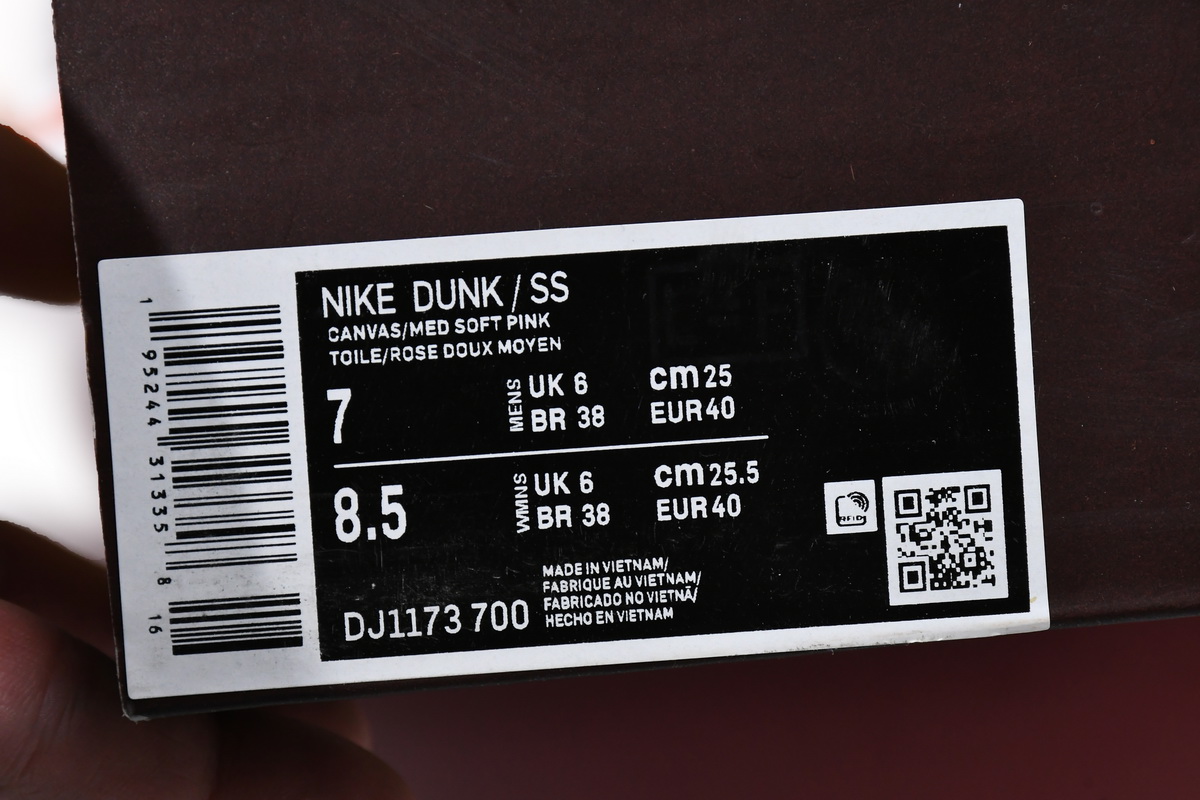 NIKE DUNK / SS
CANVAS/MED SOFT PINK
TOILE/ROSE DOUX MOYEN
7 MENS UK 6 cm 25
BR 38 EUR 40
8.5 WMNS UK 6 cm 25.5
BR 38 EUR 40
DJ1173 700
MADE IN VIETNAM/
FABRIQUE AU VIETNAM/
FABRICADO NO VIETNÃ/
HECHO EN VIETNAM
RFID
1 95244 31335 8 16